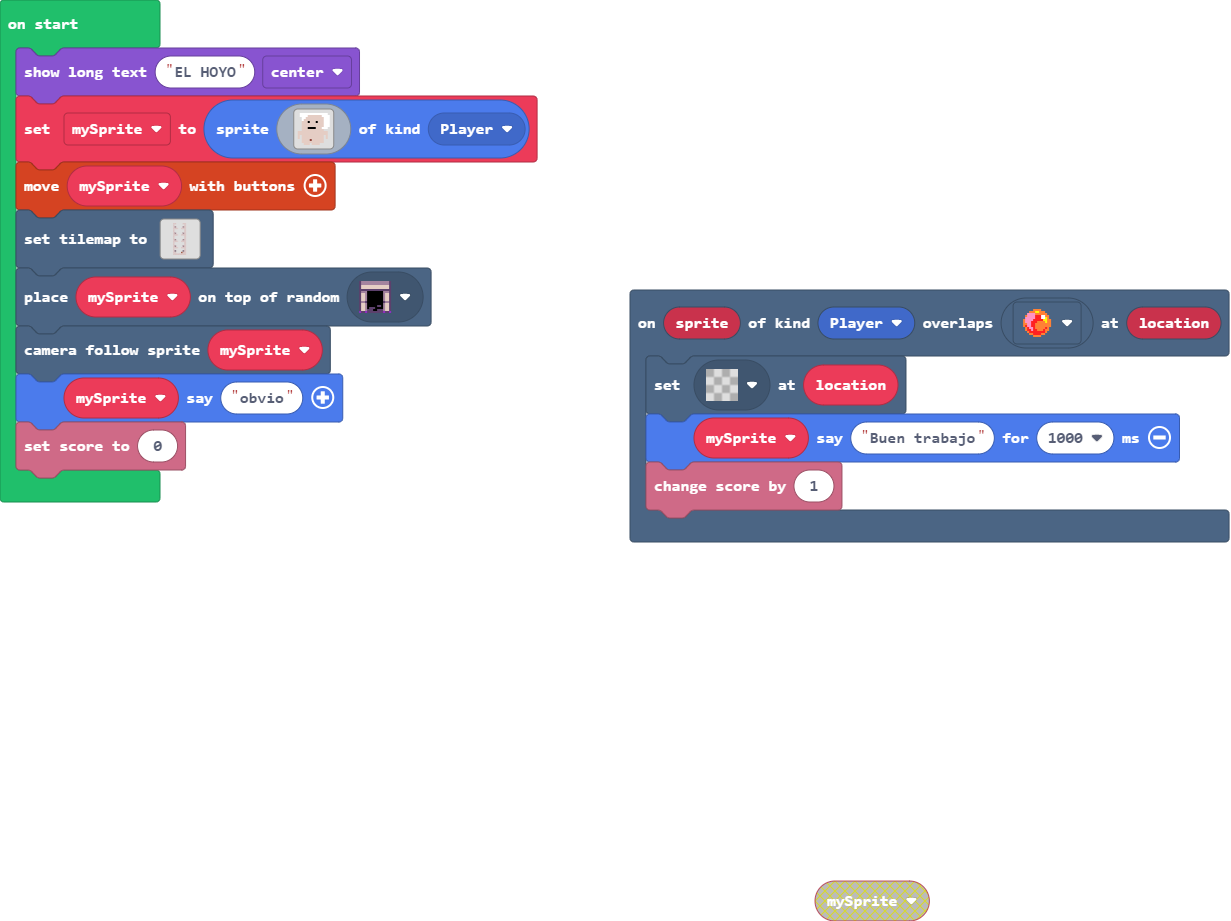 on start
show long text "EL HOYO" center
set mySprite to sprite of kind Player
move mySprite with buttons
set tilemap to
place mySprite on top of random
camera follow sprite mySprite
mySprite say "obvio"
set score to 0
on sprite of kind Player overlaps at location
set at location
mySprite say "Buen trabajo" for 1000 ms
change score by 1
mySprite